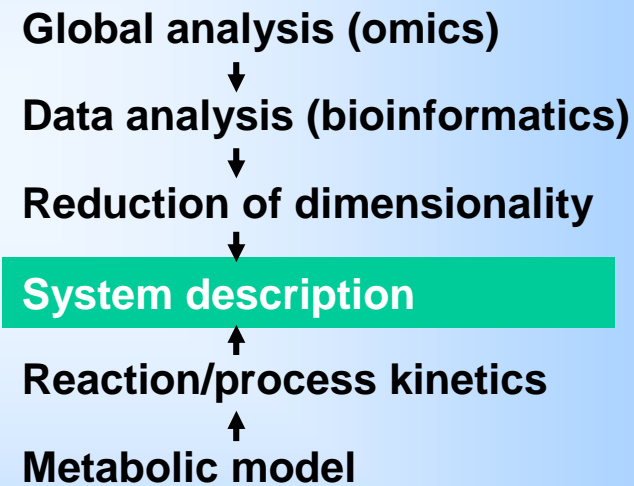 Global analysis (omics)
Data analysis (bioinformatics)
Reduction of dimensionality
System description
Reaction/process kinetics
Metabolic model